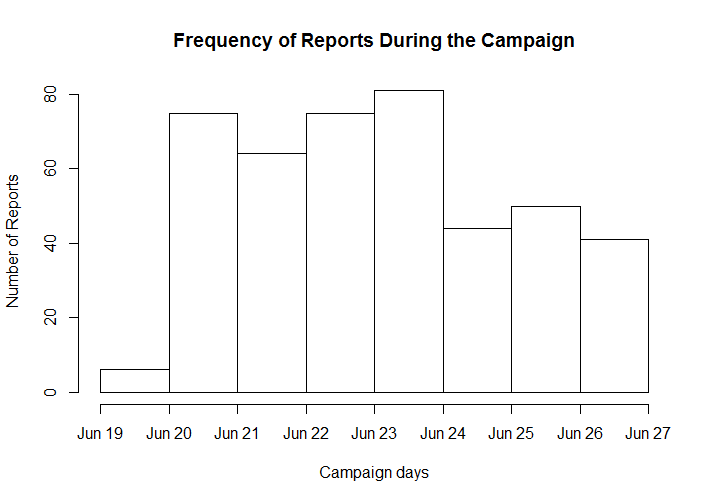 Frequency of Reports During the Campaign
Number of Reports
80
60
40
20
0
Jun 19 Jun 20 Jun 21 Jun 22 Jun 23 Jun 24 Jun 25 Jun 26 Jun 27
Campaign days